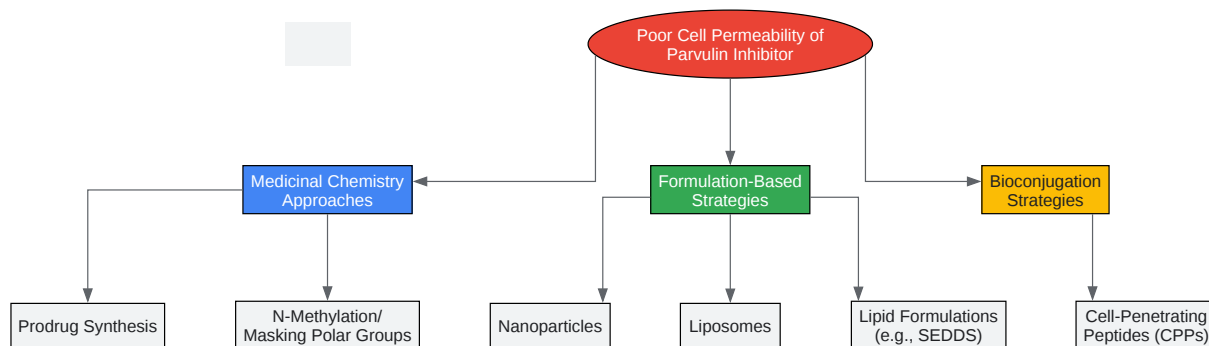 Poor Cell Permeability of
Parvulin Inhibitor
Medicinal Chemistry
Approaches
Formulation-Based
Strategies
Bioconjugation
Strategies
Prodrug Synthesis
N-Methylation/
Masking Polar Groups
Nanoparticles
Liposomes
Lipid Formulations
(e.g., SEDDS)
Cell-Penetrating
Peptides (CPPs)